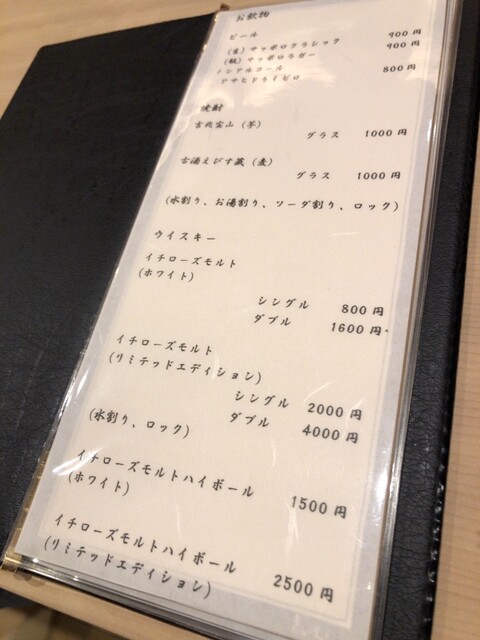 お飲物
ビール
(生)サッポロクラシック 900円
(瓶)サッポロラガー 900円
ノンアルコール
アサヒドライゼロ 800円
焼酎
吉兆宝山(芋)
グラス 1000円
古酒えびす蔵(麦)
グラス 1000円
(水割り、お湯割り、ソーダ割り、ロック)
ウイスキー
イチローズモルト
(ホワイト)
シングル 800円
ダブル 1600円
イチローズモルト
(リミテッドエディション)
シングル 2000円
ダブル 4000円
(水割り、ロック)
イチローズモルトハイボール
(ホワイト) 1500円
イチローズモルトハイボール
(リミテッドエディション) 2500円